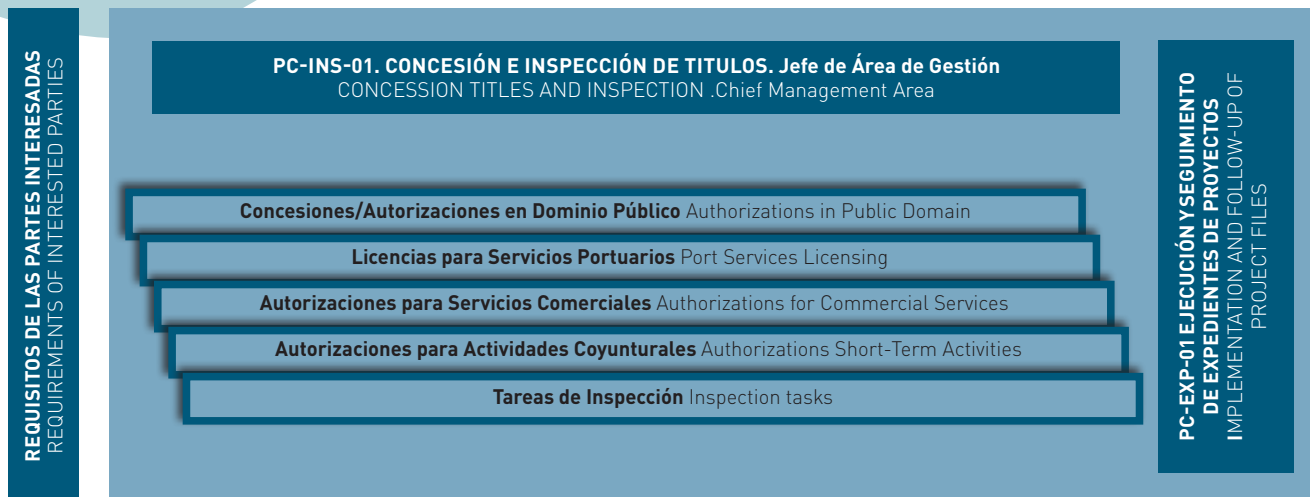 REQUISITOS DE LAS PARTES INTERESADAS
REQUIREMENTS OF INTERESTED PARTIES
PC-INS-01. CONCESIÓN E INSPECCIÓN DE TITULOS. Jefe de Área de Gestión
CONCESSION TITLES AND INSPECTION .Chief Management Area
Concesiones/Autorizaciones en Dominio Público Authorizations in Public Domain
Licencias para Servicios Portuarios Port Services Licensing
Autorizaciones para Servicios Comerciales Authorizations for Commercial Services
Autorizaciones para Actividades Coyunturales Authorizations Short-Term Activities
Tareas de Inspección Inspection tasks
PC-EXP-01 EJECUCIÓN Y SEGUIMIENTO
DE EXPEDIENTES DE PROYECTOS
IMPLEMENTATION AND FOLLOW-UP OF
PROJECT FILES